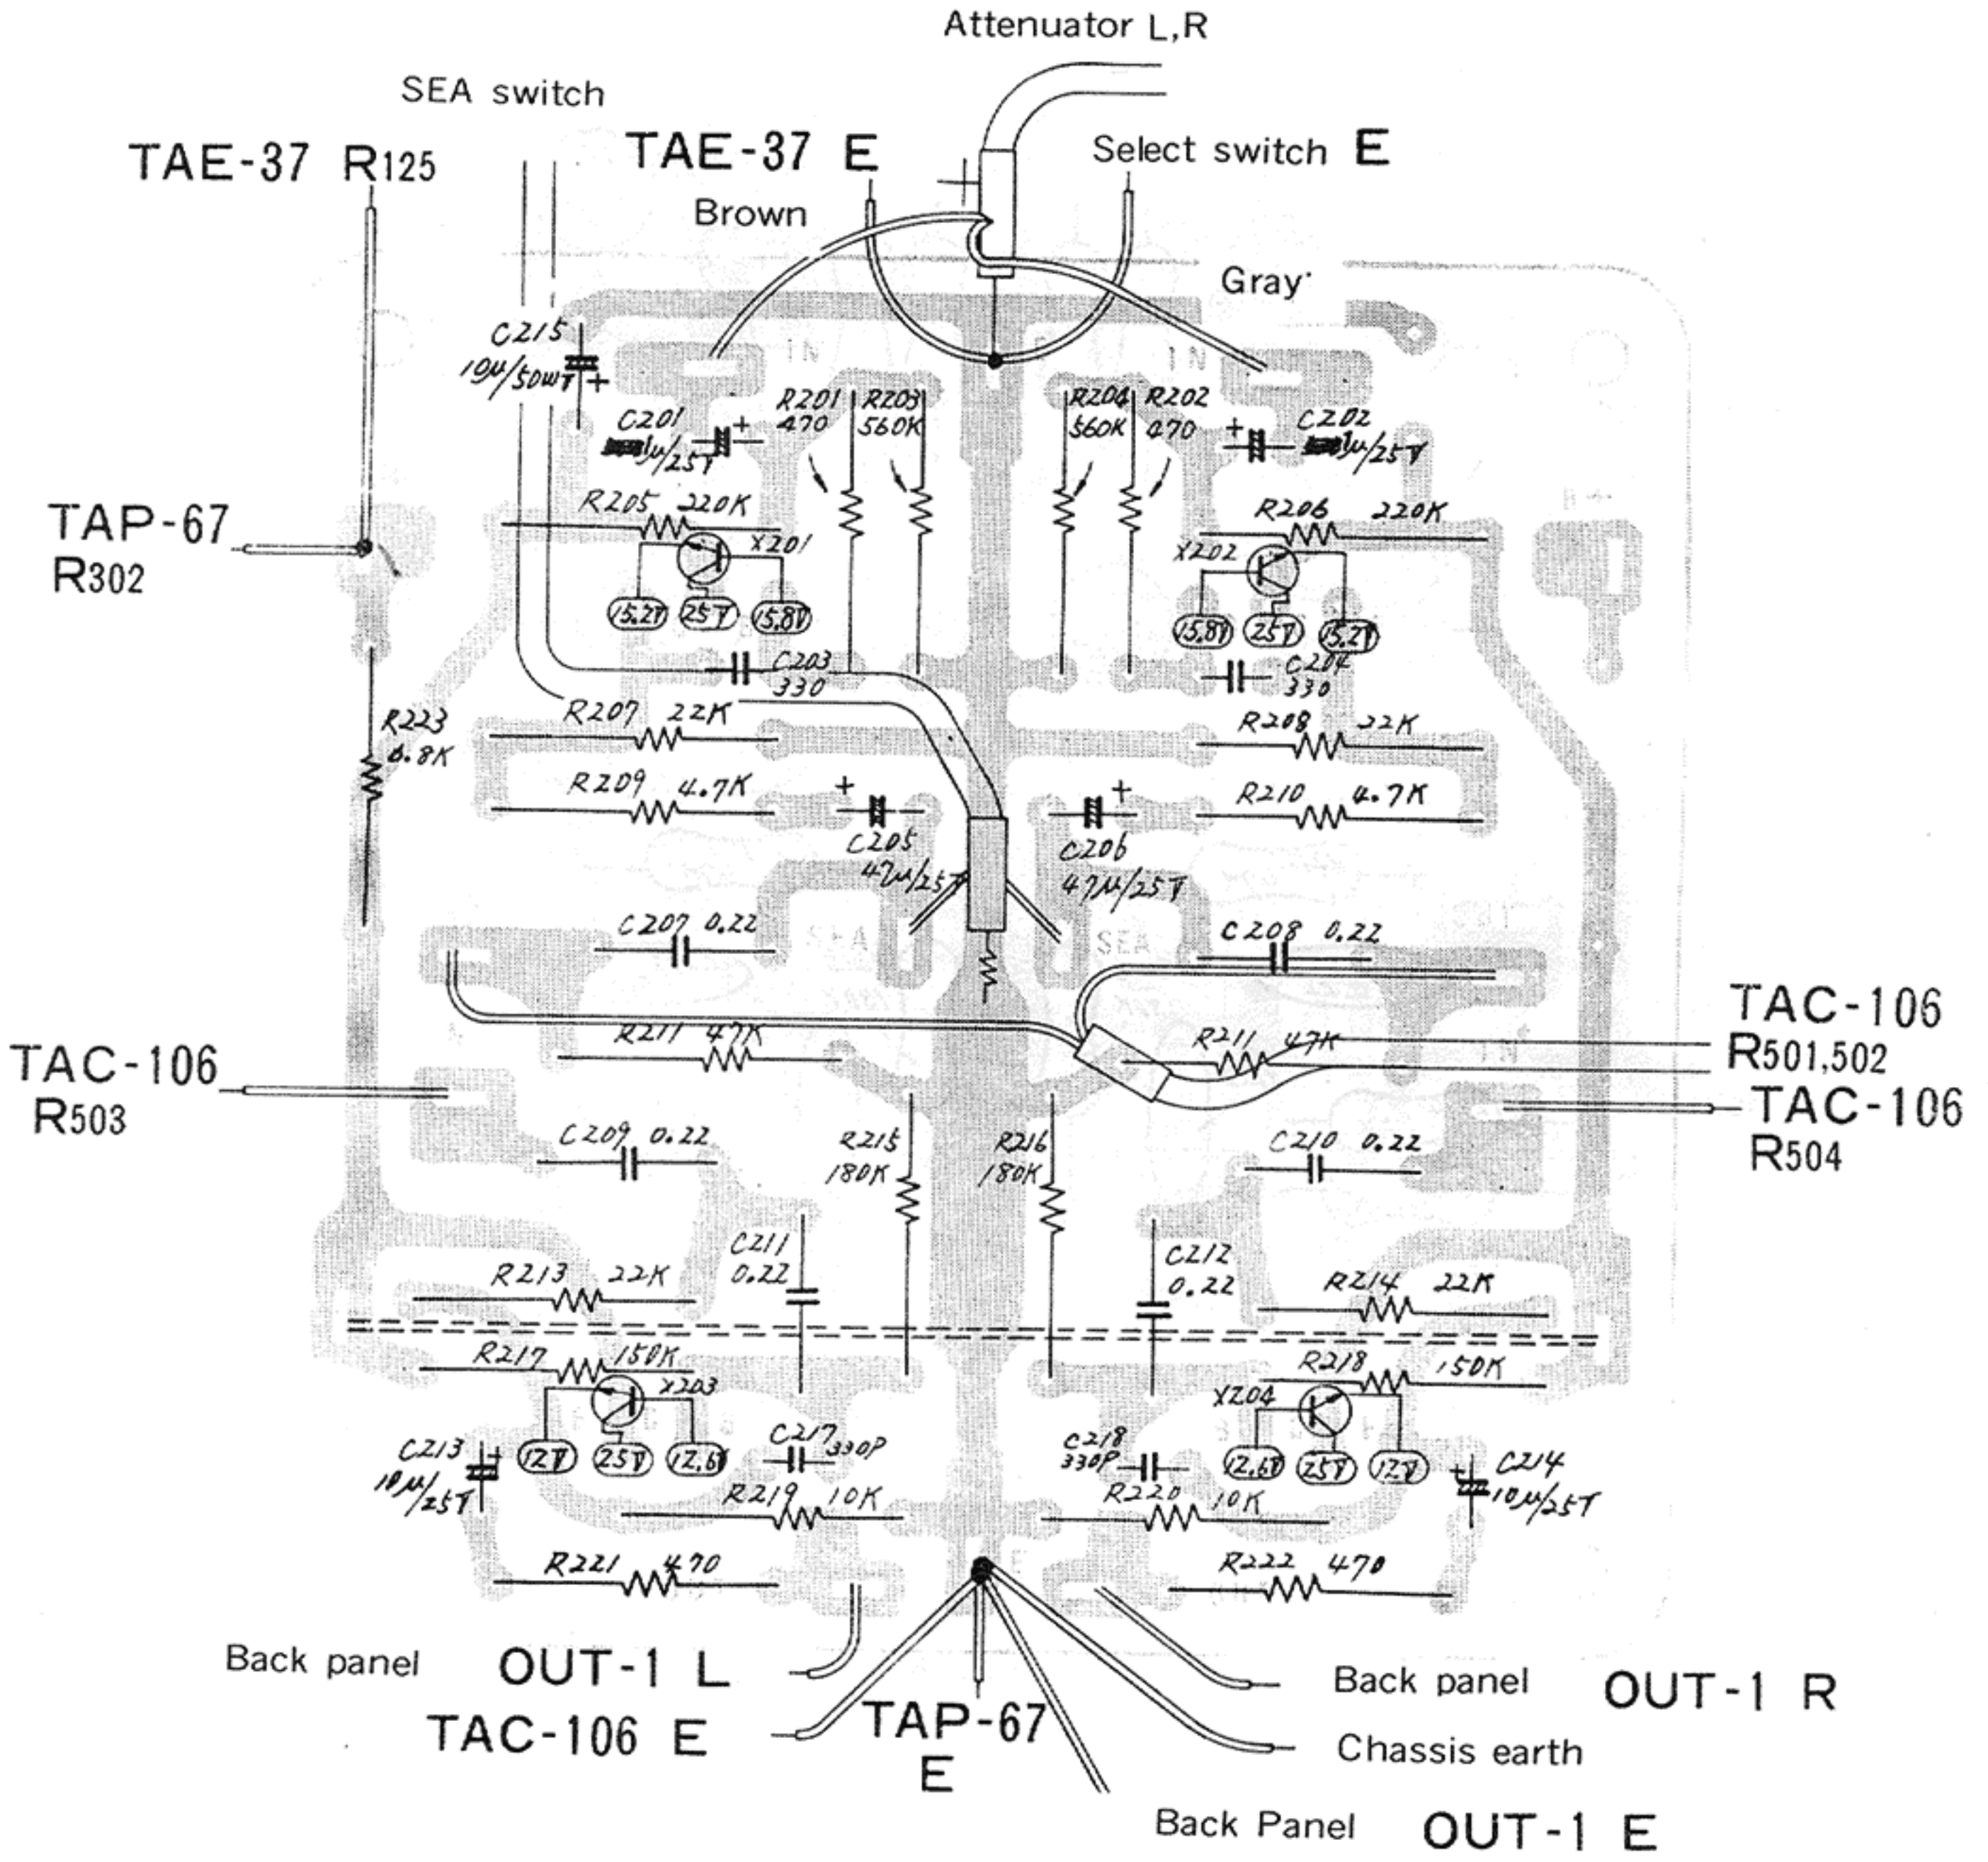 Attenuator L,R
SEA switch
TAE-37 R125
TAE-37 E
Select switch E
Brown
Gray
C215
10μ/50WV
+
IN
E
IN
R201
470
R203
560K
R204
560K
R202
470
C201
1μ/25V
+
+
C202
1μ/25V
R205 220K
X201
R206 220K
X202
B+
TAP-67
R302
15.2V 25V 15.8V
15.8V 25V 15.2V
C203
330
C204
330
R207 22K
R208 22K
R223
6.8K
R209 4.7K
+
C205
47μ/25V
+
C206
47μ/25V
R210 4.7K
C207 0.22
SEA
SEA
C208 0.22
OUT
TAC-106
R501,502
R211 47K
R211 47K
IN
TAC-106
R503
TAC-106
R504
C209 0.22
R215
180K
R216
180K
C210 0.22
C211
0.22
C212
0.22
R213 22K
R214 22K
R217 150K
X203
R218 150K
X204
C213
10μ/25V
+
12V 25V 12.6V
C217 330P
C218
330P
12.6V 25V 12V
+
C214
10μ/25V
R219 10K
R220 10K
R221 470
R222 470
E
Back panel OUT-1 L
TAC-106 E
TAP-67
E
Back panel OUT-1 R
Chassis earth
Back Panel OUT-1 E